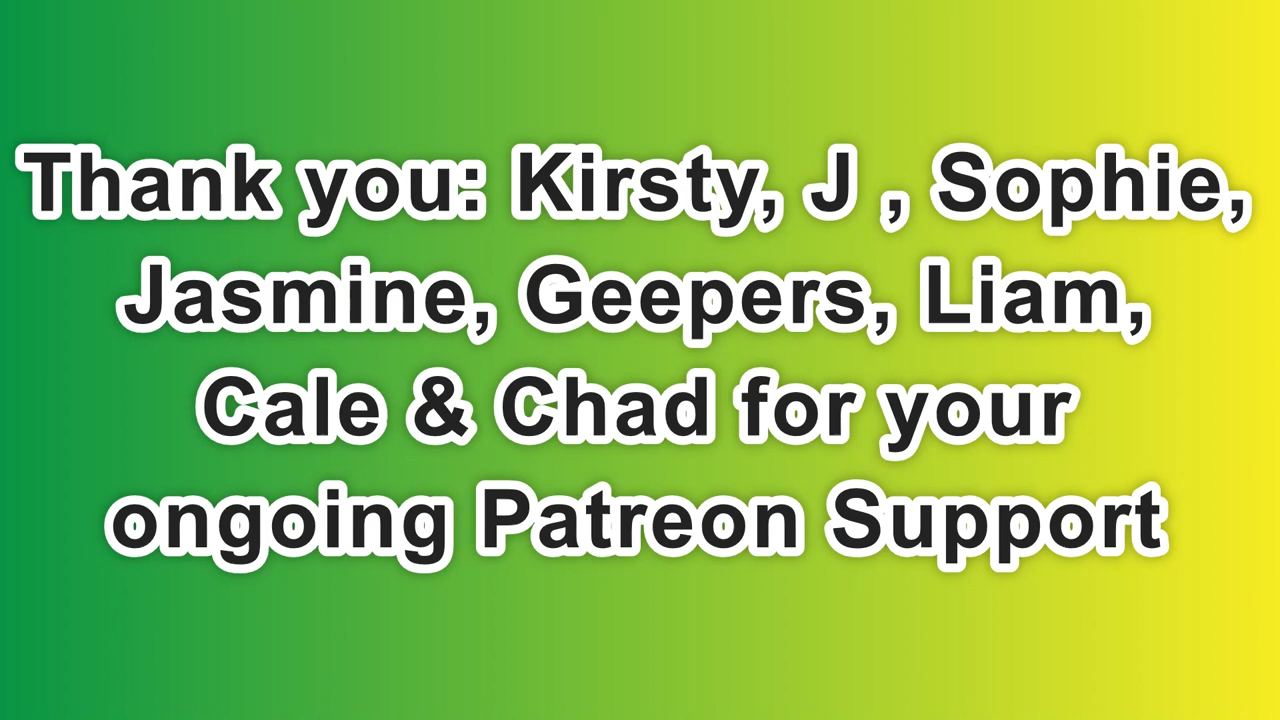 Thank you: Kirsty, J , Sophie,
Jasmine, Geepers, Liam,
Cale & Chad for your
ongoing Patreon Support